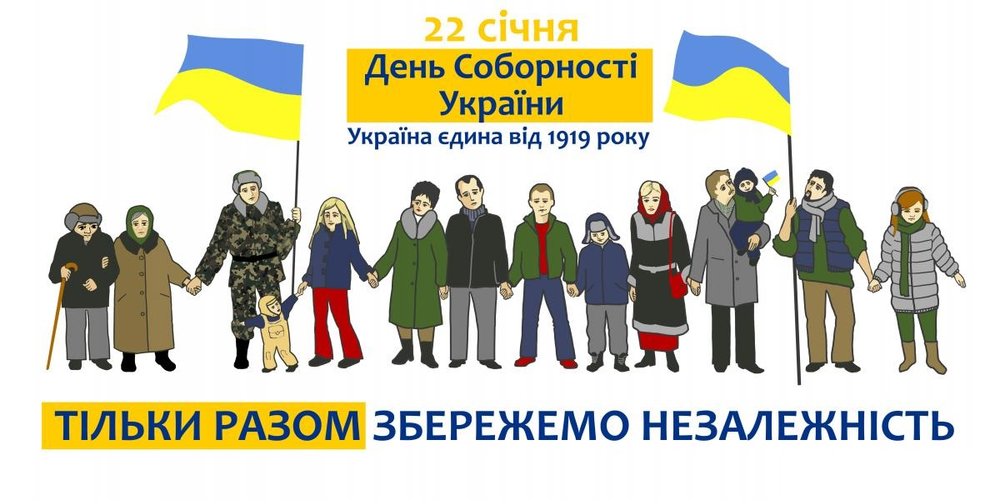 22 січня
День Соборності
України
Україна єдина від 1919 року
ТІЛЬКИ РАЗОМ ЗБЕРЕЖЕМО НЕЗАЛЕЖНІСТЬ